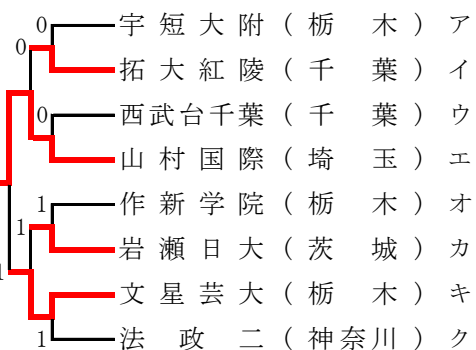 0 宇短大附（栃　木）ア
0
拓大紅陵（千　葉）イ
0 西武台千葉（千　葉）ウ
山村国際（埼　玉）エ
1 作新学院（栃　木）オ
1
岩瀬日大（茨　城）カ
文星芸大（栃　木）キ
1 法　政　二（神奈川）ク